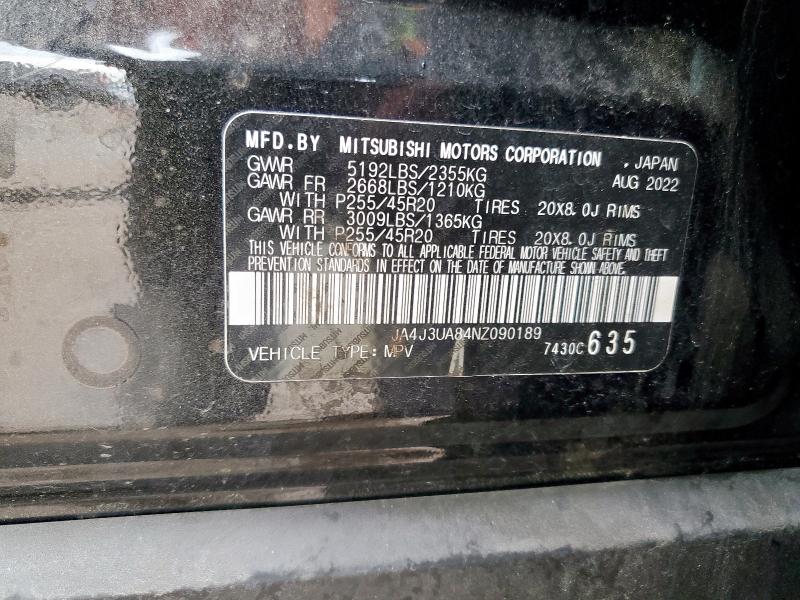 MFD.BY MITSUBISHI MOTORS CORPORATION , JAPAN
GVWR 5192LBS/2355KG AUG 2022
GAWR FR 2668LBS/1210KG
WITH P255/45R20 TIRES 20X8.0J RIMS
GAWR RR 3009LBS/1365KG
WITH P255/45R20 TIRES 20X8.0J RIMS
THIS VEHICLE CONFORMS TO ALL APPLICABLE FEDERAL MOTOR VEHICLE SAFETY AND THEFT
PREVENTION STANDARDS IN EFFECT ON THE DATE OF MANUFACTURE SHOWN ABOVE.
JA4J3UA84NZ090189
VEHICLE TYPE: MPV 7430C635